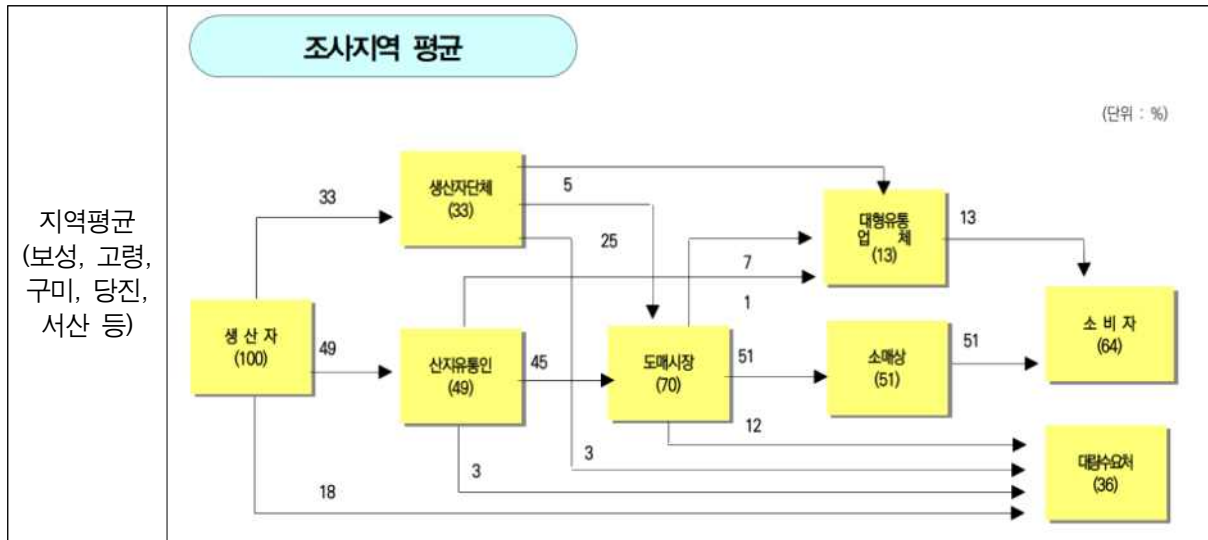 조사지역 평균
(단위 : %)
지역평균
(보성, 고령,
구미, 당진,
서산 등)
생 산 자
(100)
33
49
18
생산자단체
(33)
5
25
3
산지유통인
(49)
7
45
3
도매시장
(70)
1
51
12
대형유통
업 체
(13)
13
소매상
(51)
51
소 비 자
(64)
대량수요처
(36)